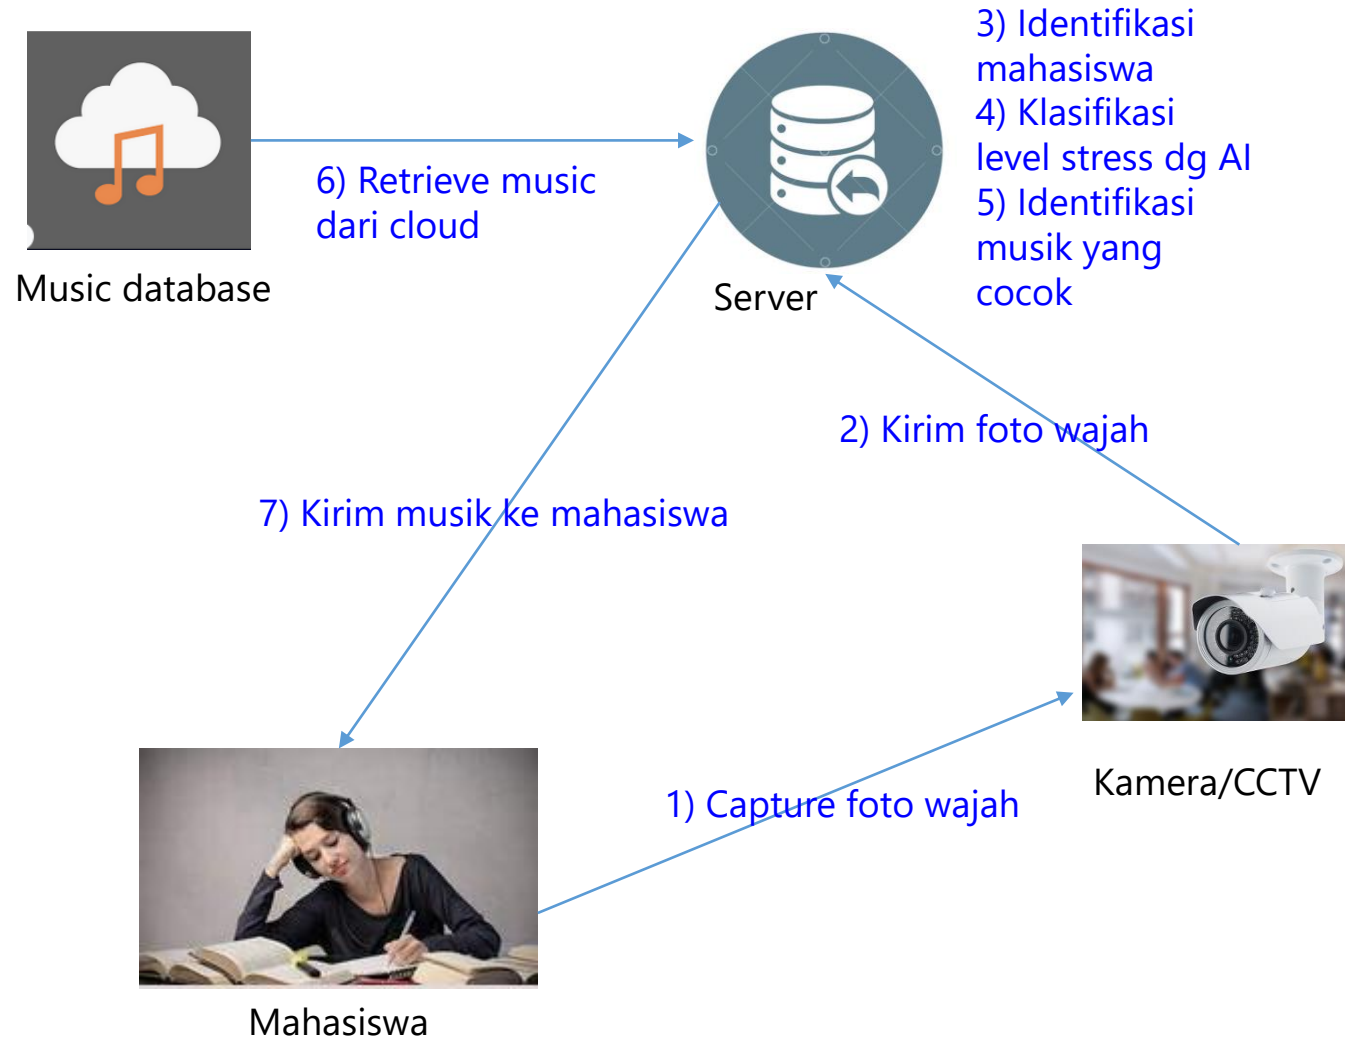 3) Identifikasi
mahasiswa
4) Klasifikasi
level stress dg AI
5) Identifikasi
musik yang
cocok
6) Retrieve music
dari cloud
Music database
Server
2) Kirim foto wajah
7) Kirim musik ke mahasiswa
Kamera/CCTV
1) Capture foto wajah
Mahasiswa